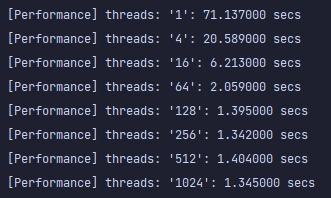 [Performance] threads: '1': 71.137000 secs
[Performance] threads: '4': 20.589000 secs
[Performance] threads: '16': 6.213000 secs
[Performance] threads: '64': 2.059000 secs
[Performance] threads: '128': 1.395000 secs
[Performance] threads: '256': 1.342000 secs
[Performance] threads: '512': 1.404000 secs
[Performance] threads: '1024': 1.345000 secs